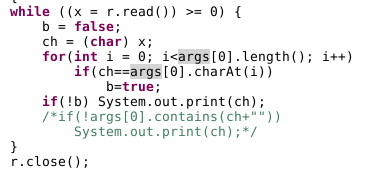 while ((x = r.read()) >= 0) {
    b = false;
    ch = (char) x;
    for(int i = 0; i<args[0].length(); i++)
        if(ch==args[0].charAt(i))
            b=true;
    if(!b) System.out.print(ch);
    /*if(!args[0].contains(ch+""))
        System.out.print(ch);*/
}
r.close();